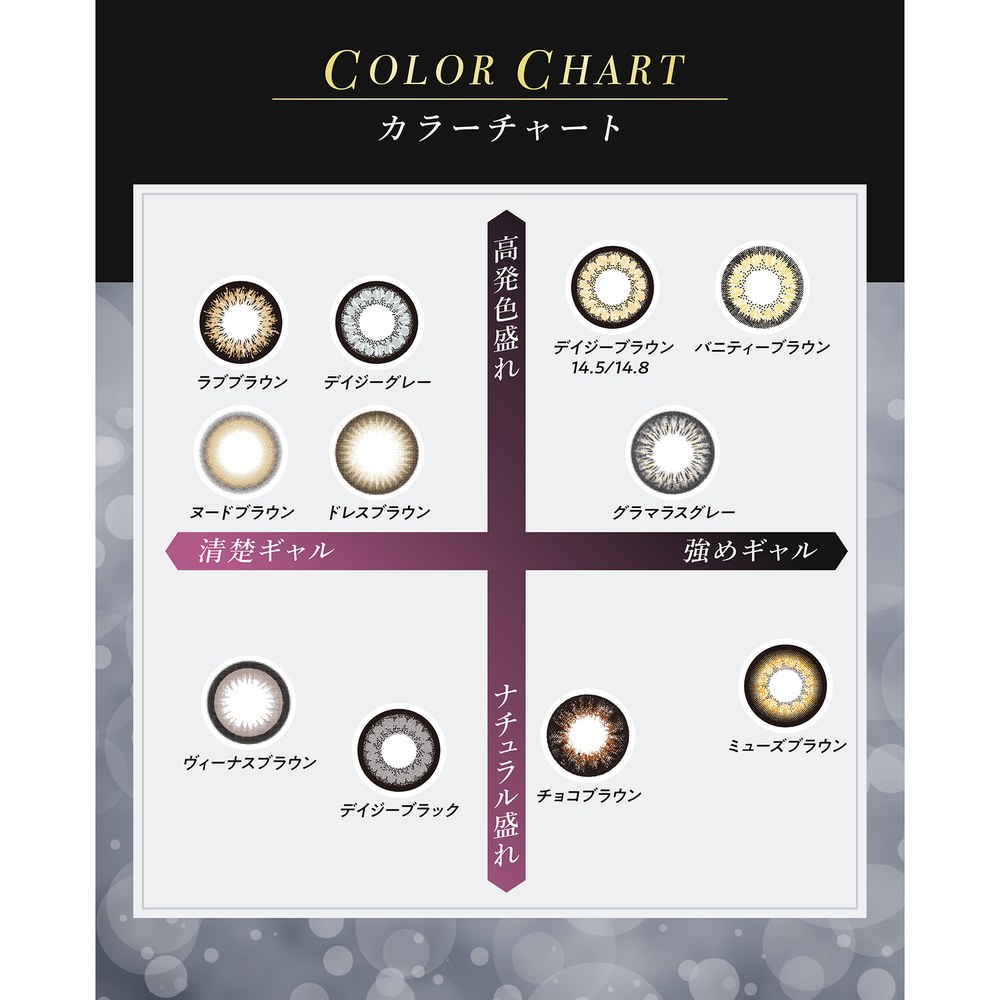 COLOR CHART
カラーチャート
高発色盛れ
ラブブラウン
デイジーグレー
デイジーブラウン
14.5/14.8
バニティーブラウン
ヌードブラウン
ドレスブラウン
グラマラスグレー
清楚ギャル
強めギャル
ヴィーナスブラウン
デイジーブラック
チョコブラウン
ミューズブラウン
ナチュラル盛れ